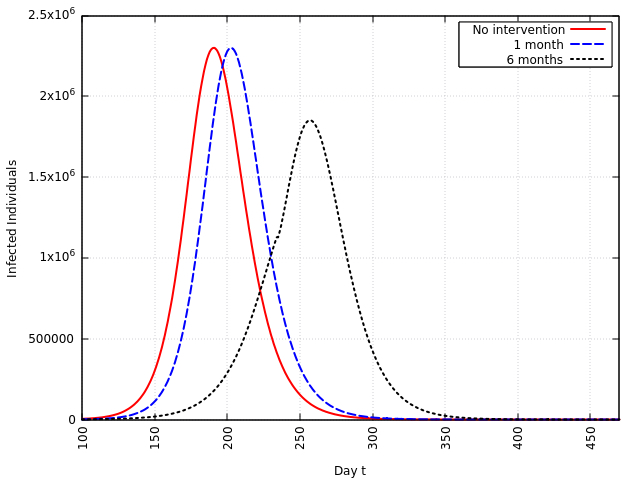 2.5x10⁶
2x10⁶
1.5x10⁶
1x10⁶
500000
0
Infected Individuals
No intervention
1 month
6 months
100 150 200 250 300 350 400 450
Day t